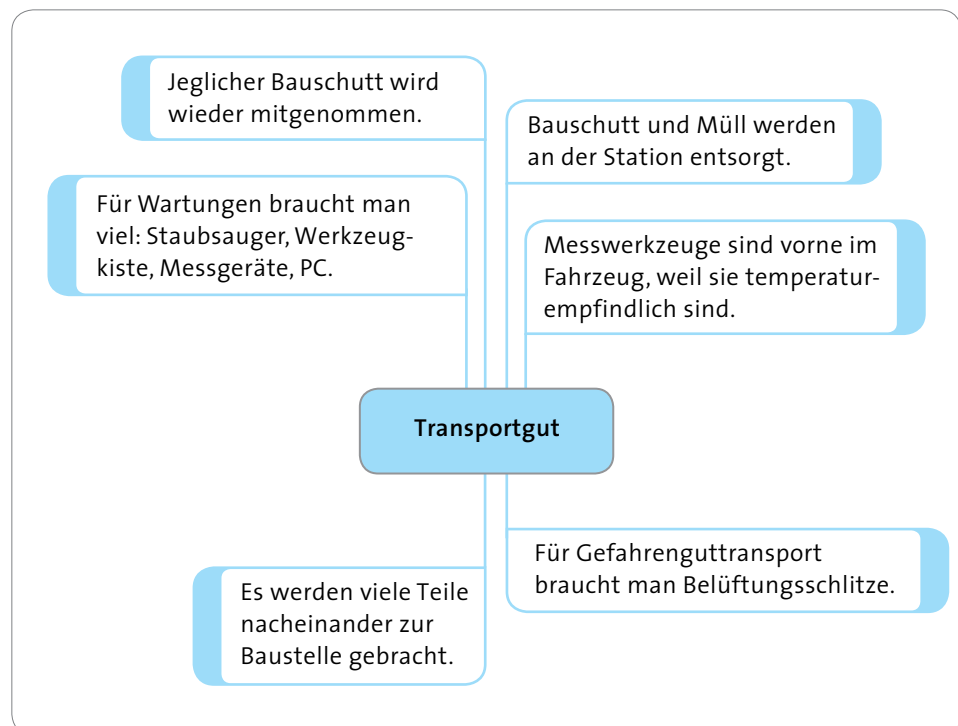 Jeglicher Bauschutt wird
wieder mitgenommen.
Bauschutt und Müll werden
an der Station entsorgt.
Für Wartungen braucht man
viel: Staubsauger, Werkzeug-
kiste, Messgeräte, PC.
Messwerkzeuge sind vorne im
Fahrzeug, weil sie temperatur-
empfindlich sind.
Transportgut
Für Gefahrenguttransport
braucht man Belüftungsschlitze.
Es werden viele Teile
nacheinander zur
Baustelle gebracht.